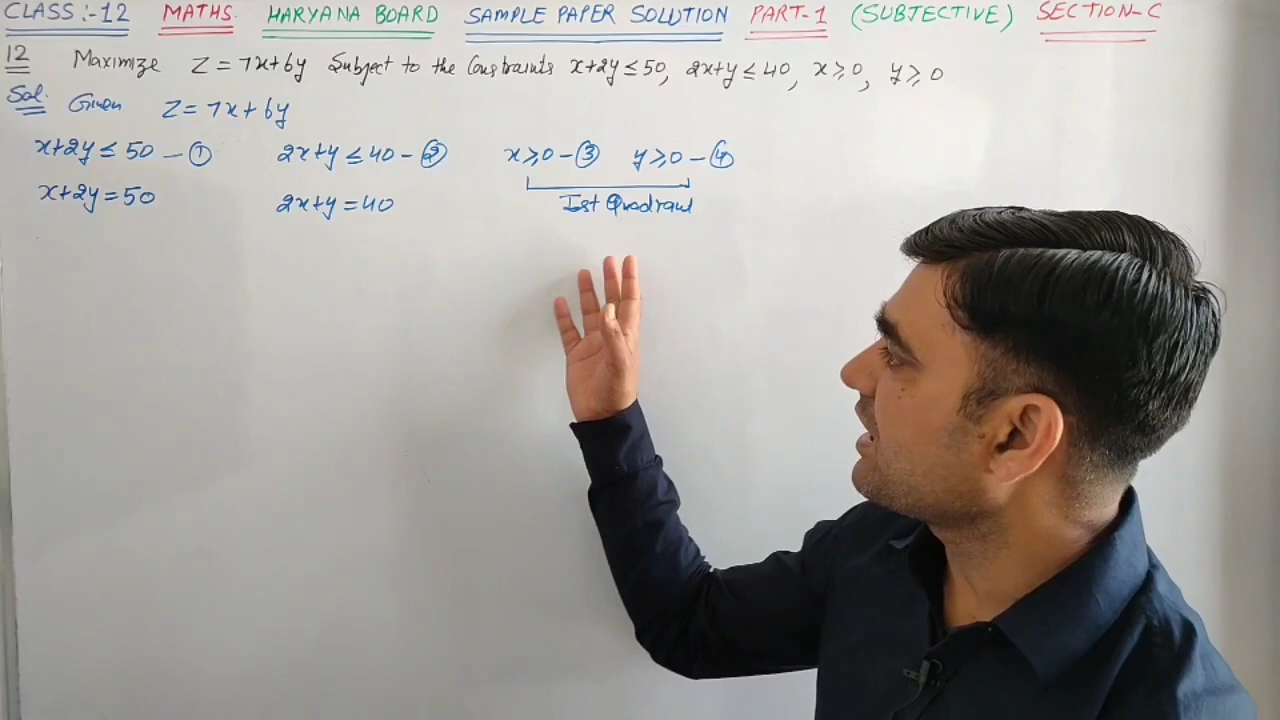 CLASS:-12 MATHS. HARYANA BOARD SAMPLE PAPER SOLUTION PART-1 (SUBJECTIVE) SECTION-C
12 Maximize Z=7x+6y Subject to the Constraints x+2y≤50, 2x+y≤40, x≥0, y≥0
Sol. Given Z=7x+6y
x+2y≤50-① 2x+y≤40-② x≥0-③ y≥0-④
x+2y=50 2x+y=40 Ist Quadrant